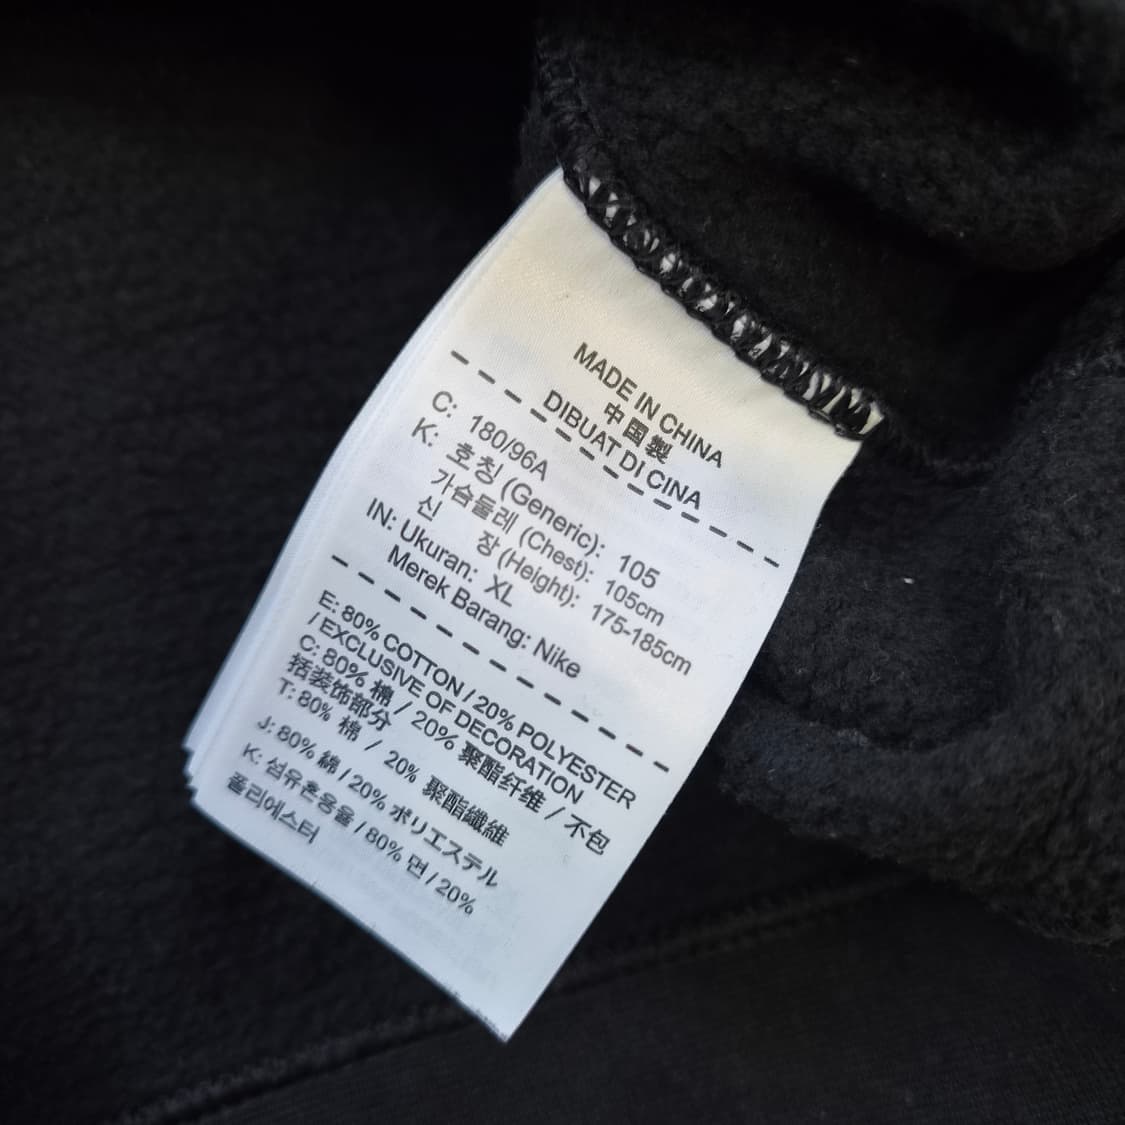 MADE IN CHINA
中国製
DIBUAT DI CINA
C: 180/96A
K: 호칭 (Generic): 105
가슴둘레 (Chest): 105cm
신 장 (Height): 175-185cm
IN: Ukuran: XL
Merek Barang: Nike
E: 80% COTTON / 20% POLYESTER
/ EXCLUSIVE OF DECORATION
C: 80% 棉 / 20% 聚酯纤维 / 不包
括装饰部分
T: 80% 棉 / 20% 聚酯纖維
J: 80% 綿 / 20% ポリエステル
K: 섬유혼용율 / 80% 면 / 20%
폴리에스터